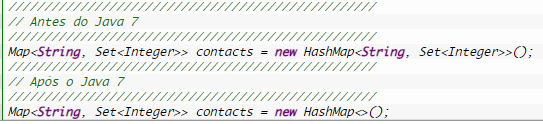 ///////////////////////////////////////////////////
// Antes do Java 7
///////////////////////////////////////////////////
Map<String, Set<Integer>> contacts = new HashMap<String, Set<Integer>>();
///////////////////////////////////////////////////
// Após o Java 7
///////////////////////////////////////////////////
Map<String, Set<Integer>> contacts = new HashMap<>();